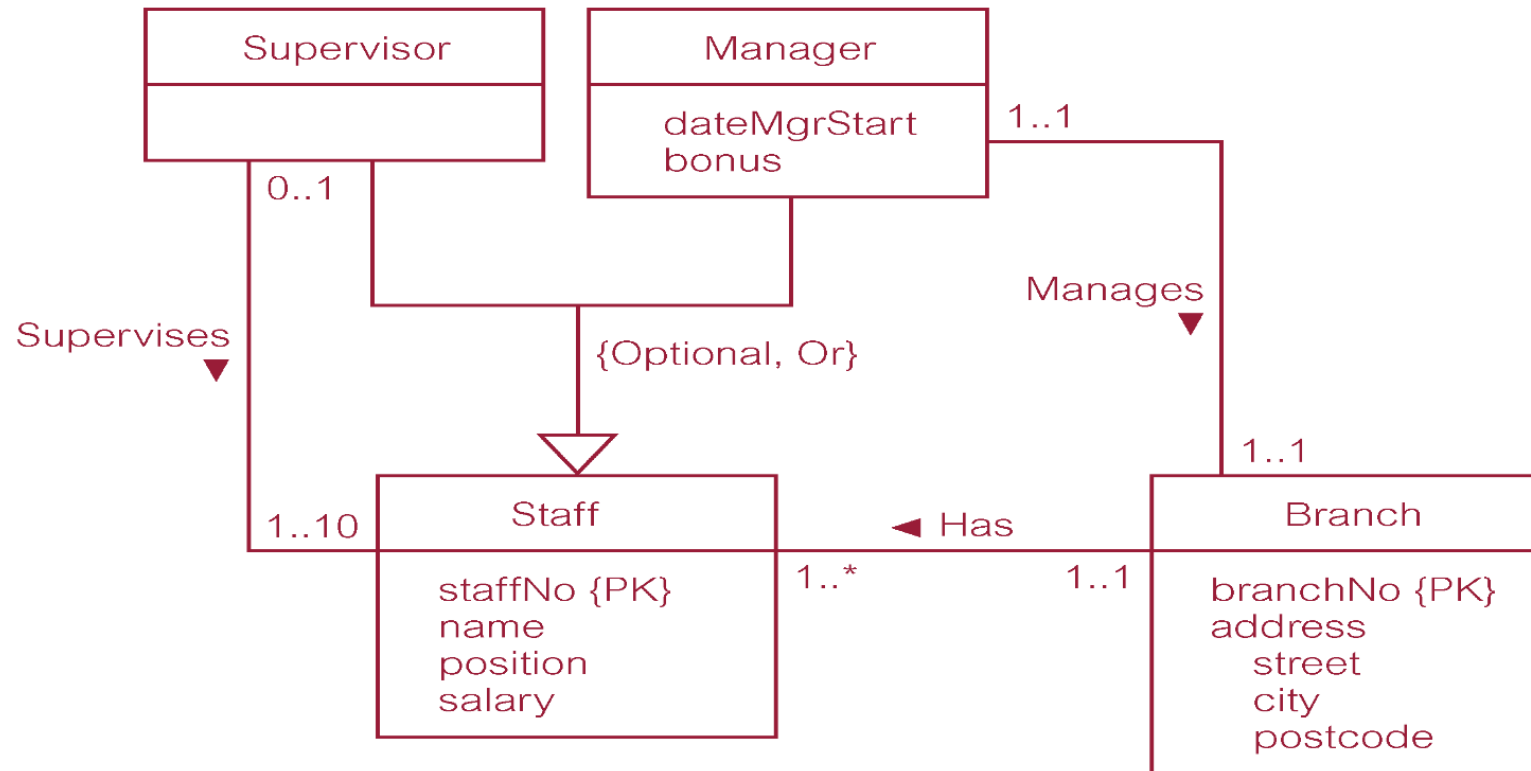 Supervisor
Manager
dateMgrStart
bonus
1..1
0..1
Manages
Supervises
{Optional, Or}
1..1
Staff
Has
Branch
1..10
1..*
1..1
staffNo {PK}
name
position
salary
branchNo {PK}
address
street
city
postcode